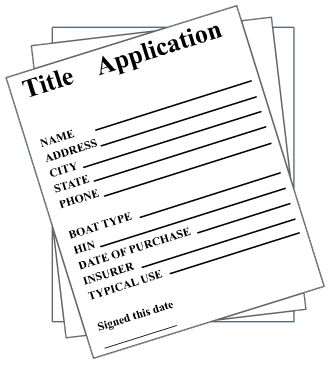 Title Application
NAME
ADDRESS
CITY
STATE
PHONE
BOAT TYPE
HIN
DATE OF PURCHASE
INSURER
TYPICAL USE
Signed this date